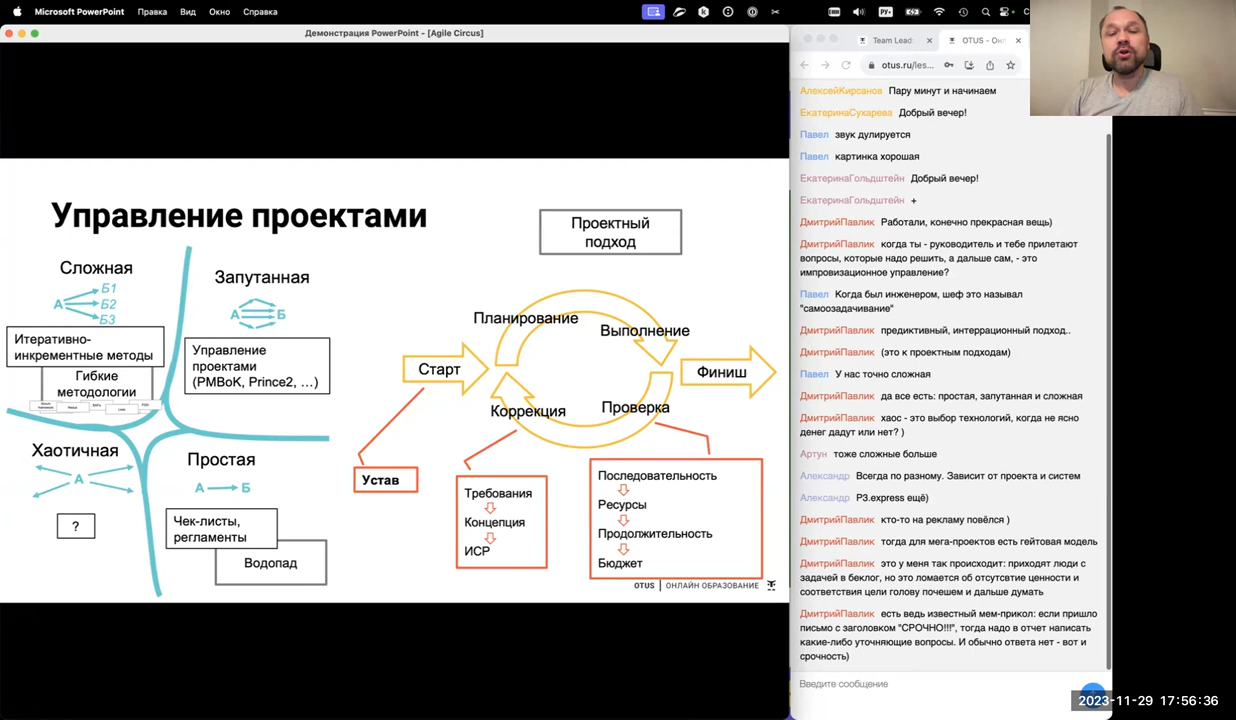 Microsoft PowerPoint Правка Вид Окно Справка
Демонстрация PowerPoint - [Agile Circus]
Управление проектами
Сложная
А
Б1
Б2
Б3
Итеративно-
инкрементные методы
Гибкие
методологии
Запутанная
А Б
Управление
проектами
(PMBoK, Prince2, ...)
Хаотичная
А
?
Простая
А Б
Чек-листы,
регламенты
Водопад
Проектный
подход
Планирование
Выполнение
Старт
Финиш
Коррекция
Проверка
Устав
Требования
Концепция
ИСР
Последовательность
Ресурсы
Продолжительность
Бюджет
OTUS | ОНЛАЙН ОБРАЗОВАНИЕ
Team Lead:
OTUS - Онл
otus.ru/les...
АлексейКирсанов Пару минут и начинаем
ЕкатеринаСухарева Добрый вечер!
Павел звук дулируется
Павел картинка хорошая
ЕкатеринаГольдштейн Добрый вечер!
ЕкатеринаГольдштейн +
ДмитрийПавлик Работали, конечно прекрасная вещь)
ДмитрийПавлик когда ты - руководитель и тебе прилетают
вопросы, которые надо решить, а дальше сам, - это
импровизационное управление?
Павел Когда был инженером, шеф это называл
"самоозадачивание"
ДмитрийПавлик предиктивный, интеррационный подход..
ДмитрийПавлик (это к проектным подходам)
Павел У нас точно сложная
ДмитрийПавлик да все есть: простая, запутанная и сложная
ДмитрийПавлик хаос - это выбор технологий, когда не ясно
денег дадут или нет? )
Артун тоже сложные больше
Александр Всегда по разному. Зависит от проекта и систем
Александр P3.express ещё)
ДмитрийПавлик кто-то на рекламу повёлся )
ДмитрийПавлик тогда для мега-проектов есть гейтовая модель
ДмитрийПавлик это у меня так происходит: приходят люди с
задачей в беклог, но это ломается об отсутсвтие ценности и
соответствия цели голову почешем и дальше думать
ДмитрийПавлик есть ведь известный мем-прикол: если пришло
письмо с заголовком "СРОЧНО!!!", тогда надо в отчет написать
какие-либо уточняющие вопросы. И обычно ответа нет - вот и
срочность)
Введите сообщение
2023-11-29 17:56:36